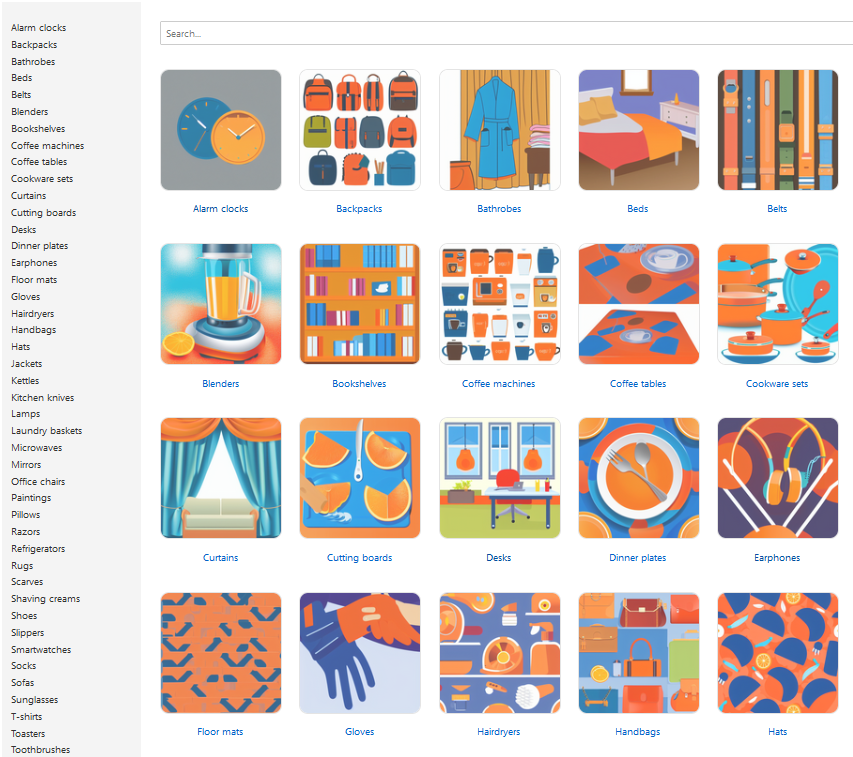 Alarm clocks
Backpacks
Bathrobes
Beds
Belts
Blenders
Bookshelves
Coffee machines
Coffee tables
Cookware sets
Curtains
Cutting boards
Desks
Dinner plates
Earphones
Floor mats
Gloves
Hairdryers
Handbags
Hats
Jackets
Kettles
Kitchen knives
Lamps
Laundry baskets
Microwaves
Mirrors
Office chairs
Paintings
Pillows
Razors
Refrigerators
Rugs
Scarves
Shaving creams
Shoes
Slippers
Smartwatches
Socks
Sofas
Sunglasses
T-shirts
Toasters
Toothbrushes
Search...
Alarm clocks
Backpacks
Bathrobes
Beds
Belts
Blenders
Bookshelves
Coffee machines
Coffee tables
Cookware sets
Curtains
Cutting boards
Desks
Dinner plates
Earphones
Floor mats
Gloves
Hairdryers
Handbags
Hats